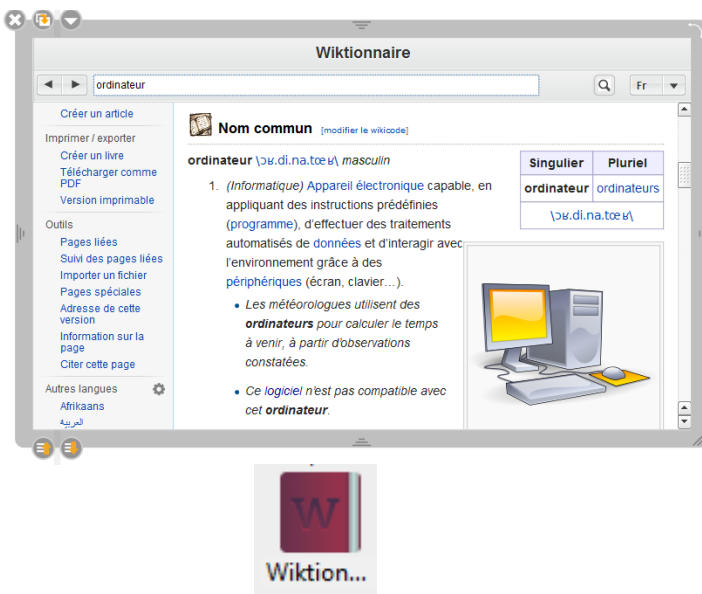 Wiktionnaire
ordinateur
Fr
Créer un article
Imprimer / exporter
Créer un livre
Télécharger comme
PDF
Version imprimable
Outils
Pages liées
Suivi des pages liées
Importer un fichier
Pages spéciales
Adresse de cette
version
Information sur la
page
Citer cette page
Autres langues
Afrikaans
العربية
Nom commun [modifier le wikicode]
ordinateur \ɔʁ.di.na.tœʁ\ masculin
1. (Informatique) Appareil électronique capable, en
appliquant des instructions prédéfinies
(programme), d'effectuer des traitements
automatisés de données et d'interagir avec
l'environnement grâce à des
périphériques (écran, clavier…).
• Les météorologues utilisent des
ordinateurs pour calculer le temps
à venir, à partir d'observations
constatées.
• Ce logiciel n'est pas compatible avec
cet ordinateur.
Singulier Pluriel
ordinateur ordinateurs
\ɔʁ.di.na.tœʁ\
W
Wiktion...